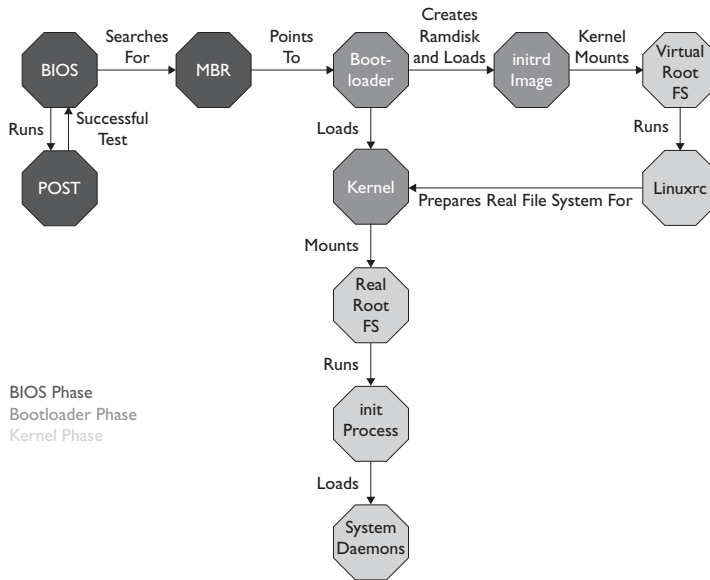 Searches
For
Points
To
Creates
Ramdisk
and Loads
Kernel
Mounts
BIOS
MBR
Boot-
loader
initrd
Image
Virtual
Root
FS
Runs
Successful
Test
Loads
Runs
POST
Kernel
Prepares Real File System For
Linuxrc
Mounts
Real
Root
FS
Runs
BIOS Phase
Bootloader Phase
Kernel Phase
init
Process
Loads
System
Daemons